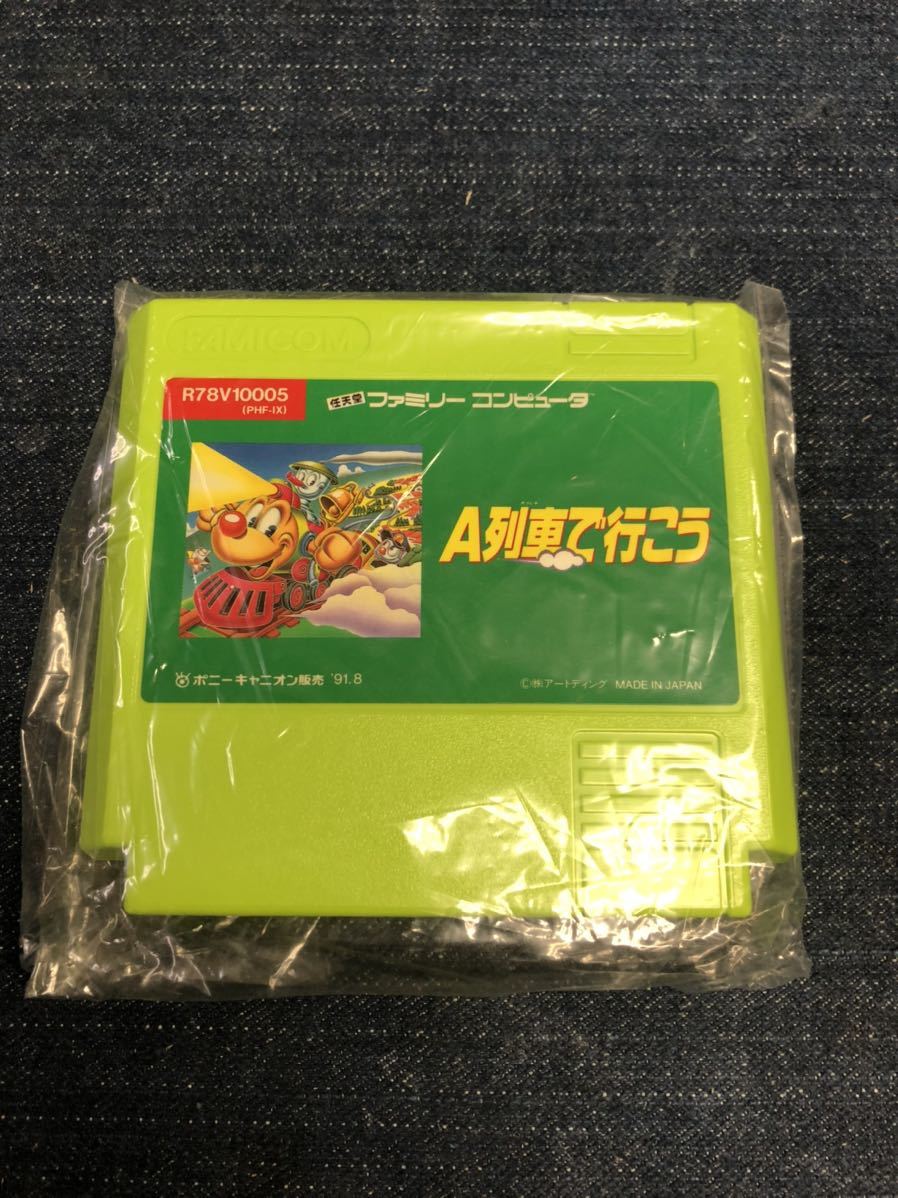 FAMICOM
R78V10005
(PHF-IX)
任天堂 ファミリー コンピュータ
A列車で行こう
ポニーキャニオン販売 '91.8
Ⓒ㈱アートディンク MADE IN JAPAN